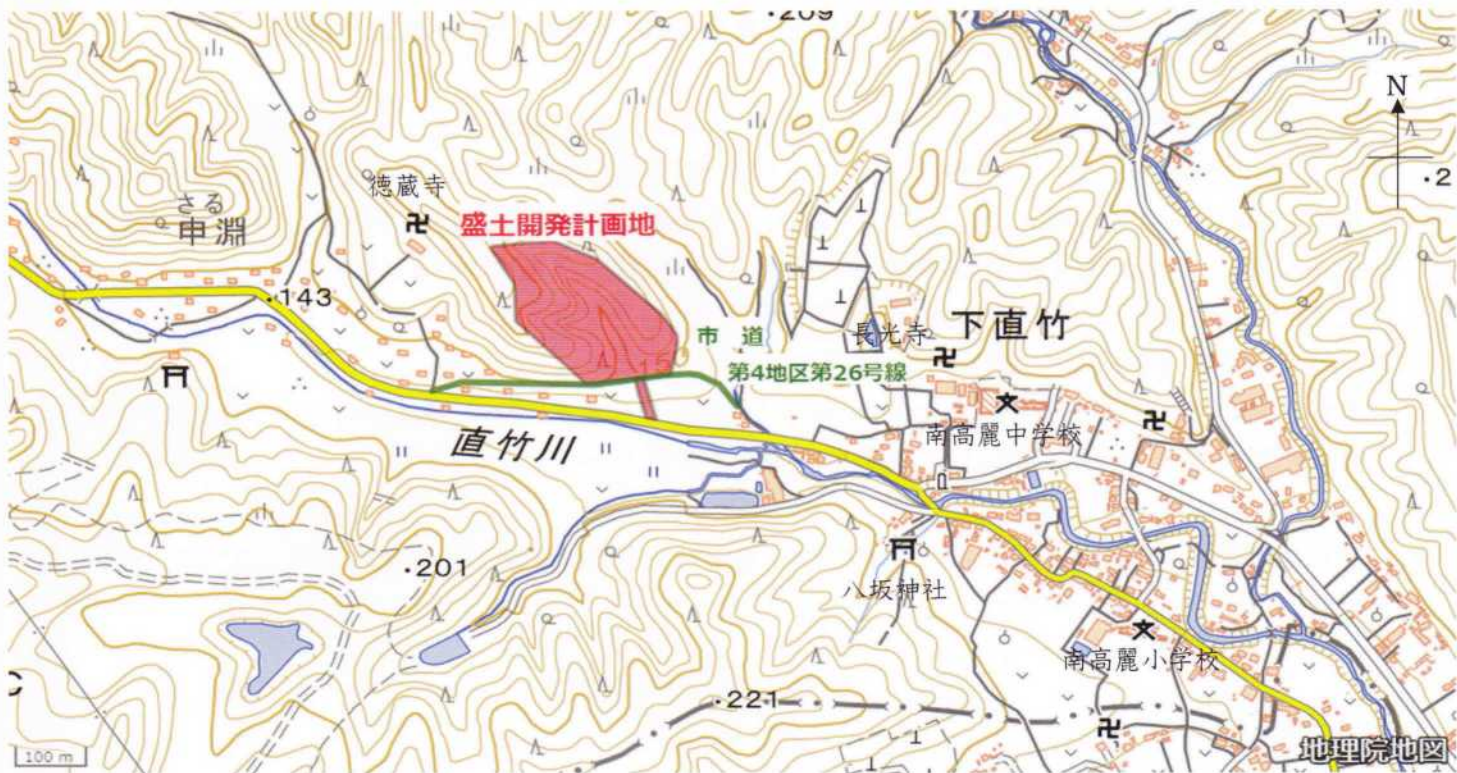 ・209
N
徳蔵寺
・2
さる
申淵
盛土開発計画地
・143
市 道
長光寺
下直竹
第4地区第26号線
直竹川
南高麗中学校
・201
八坂神社
南高麗小学校
・221
100 m
地理院地図